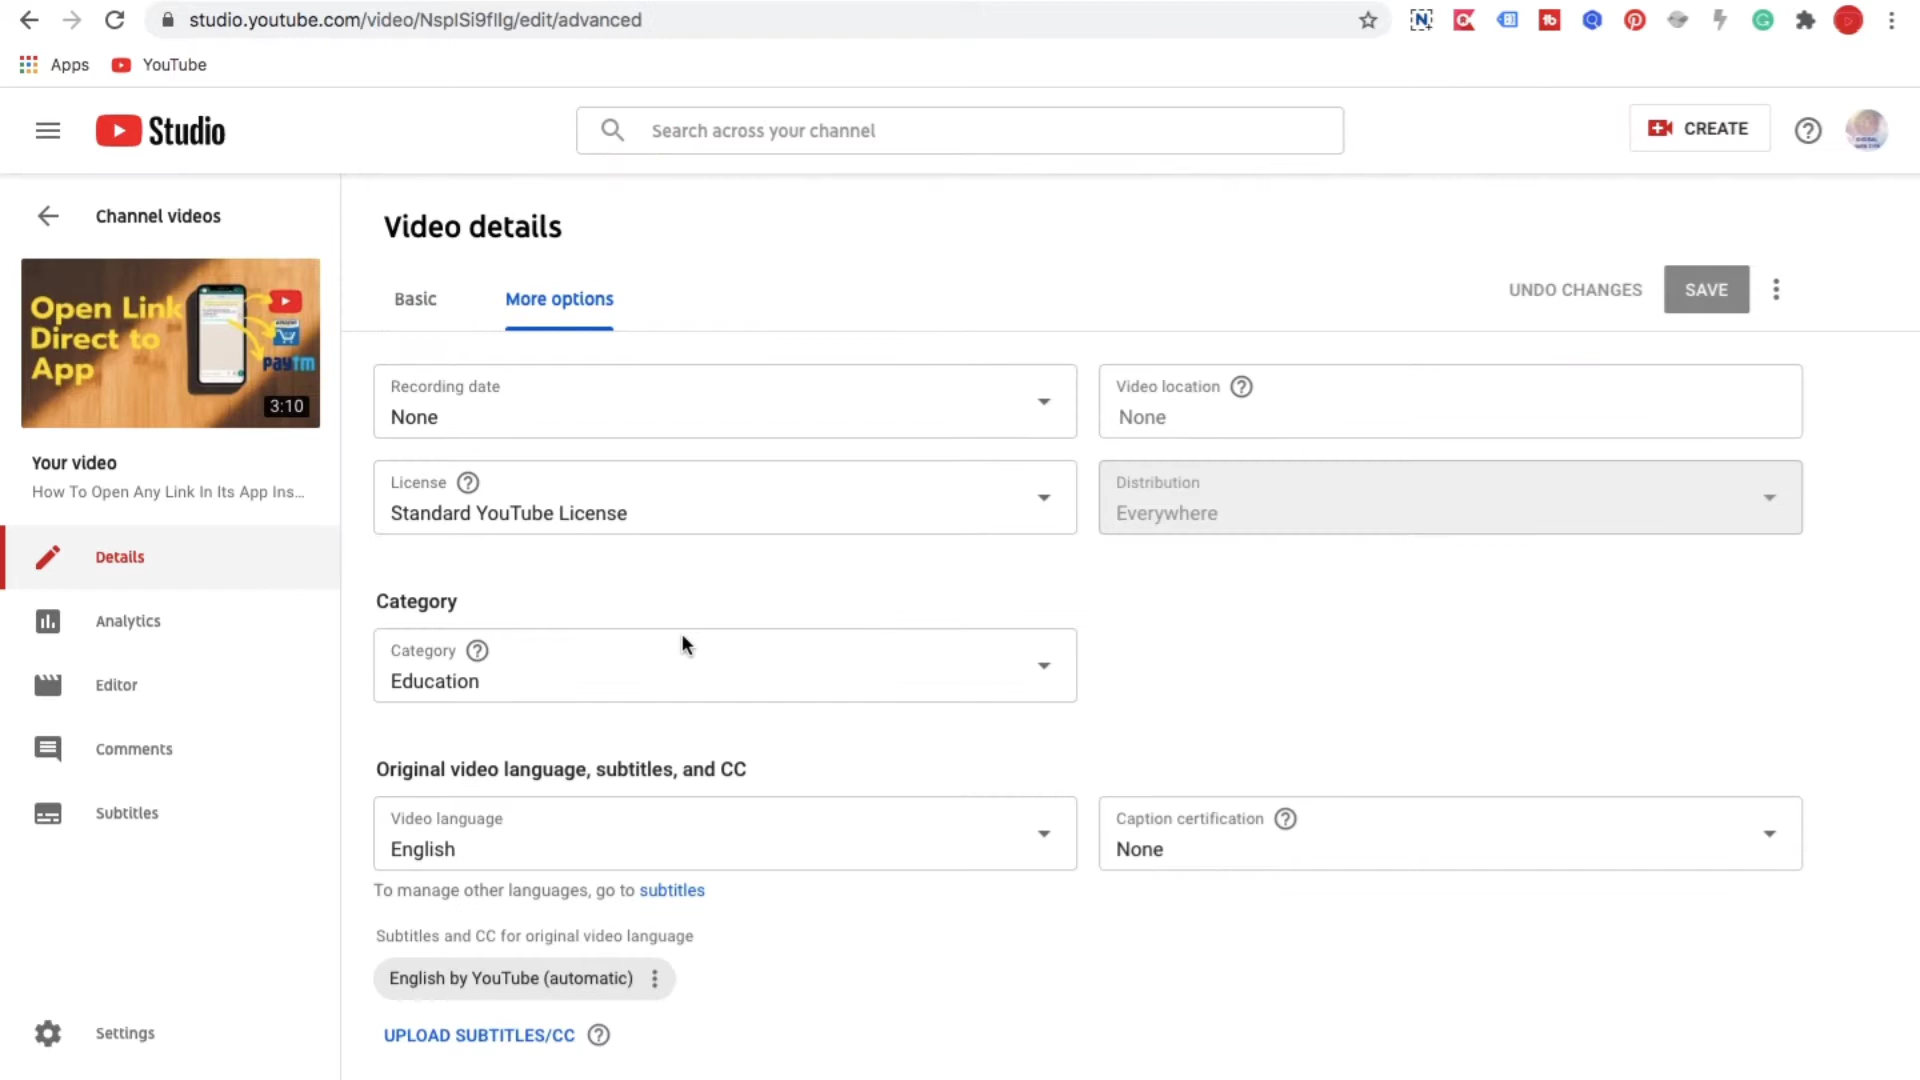 studio.youtube.com/video/NspISi9fIIg/edit/advanced
Apps
YouTube
Studio
Search across your channel
CREATE
Channel videos
Open Link
Direct to
App
amazon
paytm
3:10
Your video
How To Open Any Link In Its App Ins...
Details
Analytics
Editor
Comments
Subtitles
Settings
Video details
Basic
More options
UNDO CHANGES
SAVE
Recording date
None
Video location
None
License
Standard YouTube License
Distribution
Everywhere
Category
Category
Education
Original video language, subtitles, and CC
Video language
English
Caption certification
None
To manage other languages, go to subtitles
Subtitles and CC for original video language
English by YouTube (automatic)
UPLOAD SUBTITLES/CC